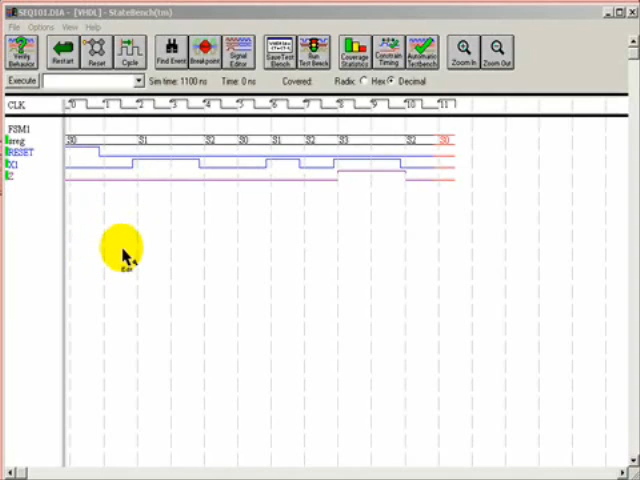 SEQ101.DIA - [VHDL] - StateBench(tm)
File Options View Help
Verify Behavior Restart Reset Cycle Find Event Breakpoint Signal Editor Save Test Bench Run Test Bench Coverage Statistics Constrain Timing Automatic Testbench Zoom In Zoom Out
Execute Sim time: 1100 ns Time: 0 ns Covered: Radix: Hex Decimal
CLK 0 1 2 3 4 5 6 7 8 9 10 11
FSM1
sreg S0 S1 S2 S0 S1 S2 S3 S2 S0
RESET
X1
Z
Edit